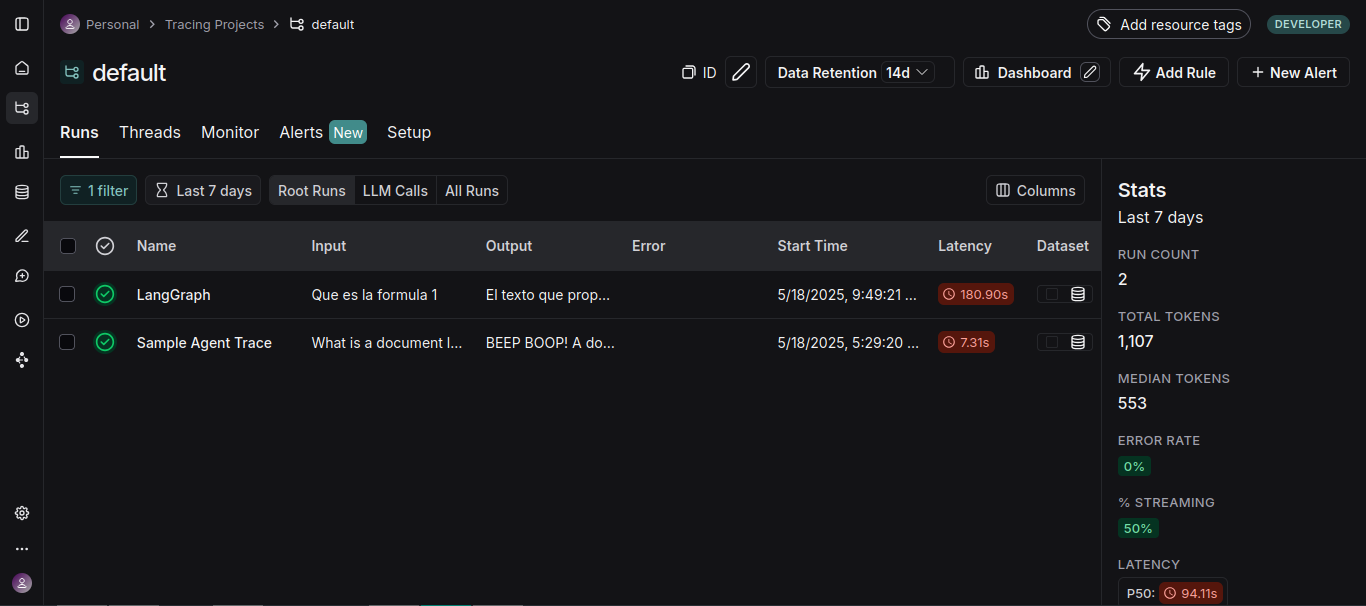 Personal > Tracing Projects > default
Add resource tags
DEVELOPER
default
ID
Data Retention 14d
Dashboard
Add Rule
+ New Alert
Runs Threads Monitor Alerts New Setup
1 filter Last 7 days Root Runs LLM Calls All Runs Columns
Name Input Output Error Start Time Latency Dataset
LangGraph Que es la formula 1 El texto que prop... 5/18/2025, 9:49:21 ... 180.90s
Sample Agent Trace What is a document l... BEEP BOOP! A do... 5/18/2025, 5:29:20 ... 7.31s
Stats
Last 7 days
RUN COUNT
2
TOTAL TOKENS
1,107
MEDIAN TOKENS
553
ERROR RATE
0%
% STREAMING
50%
LATENCY
P50: 94.11s